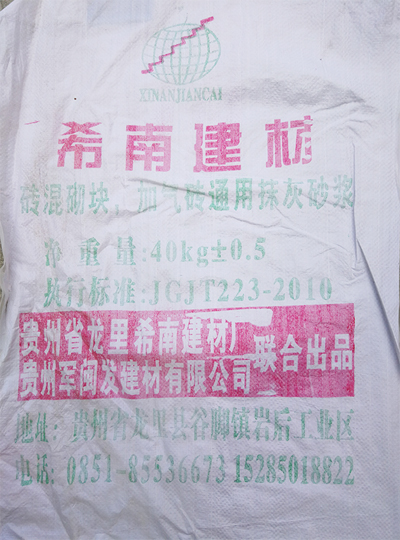 XINANJIANCAI
希南建材
砖混砌块、加气砖通用抹灰砂浆
净重量:40kg±0.5
执行标准:JGJT223-2010
贵州省龙里希南建材厂
贵州军闽发建材有限公司
联合出品
地址:贵州省龙里县谷脚镇岩后工业区
电话:0851-85536673 15285018822